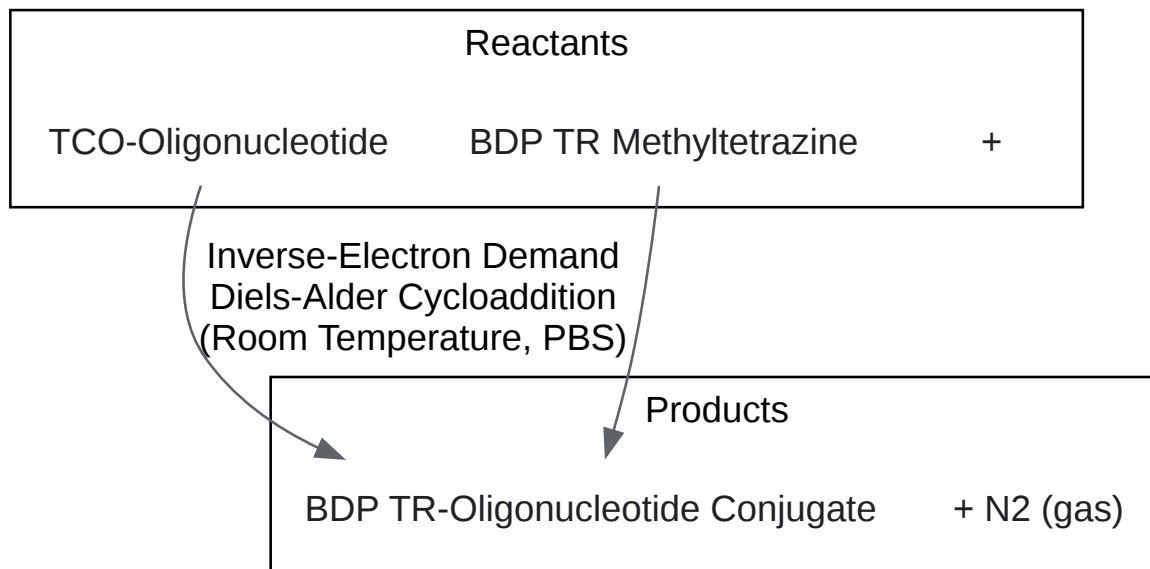 Reactants
TCO-Oligonucleotide BDP TR Methyltetrazine +
Inverse-Electron Demand
Diels-Alder Cycloaddition
(Room Temperature, PBS)
Products
BDP TR-Oligonucleotide Conjugate + N2 (gas)